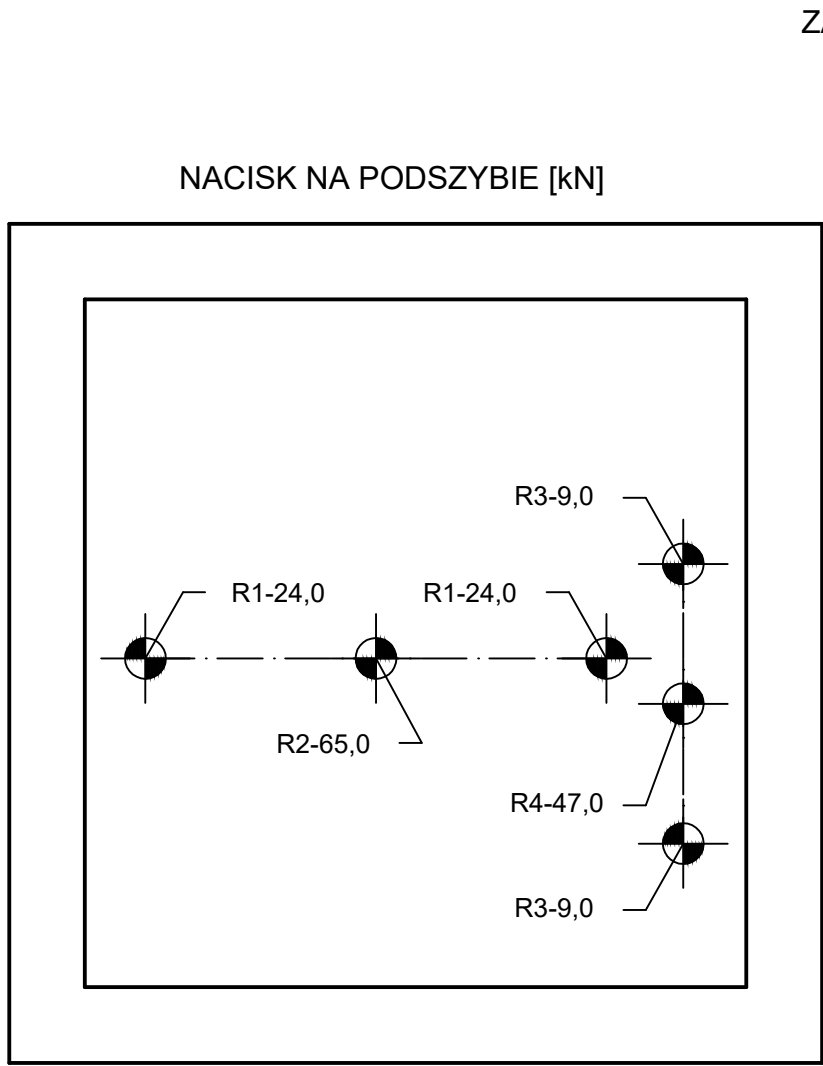 NACISK NA PODSZYBIE [kN]
R3-9,0
R1-24,0
R1-24,0
R2-65,0
R4-47,0
R3-9,0